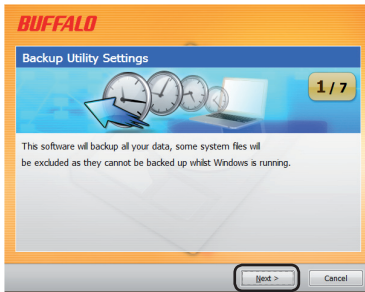 BUFFALO
Backup Utility Settings
1 / 7
This software will backup all your data, some system files will
be excluded as they cannot be backed up whilst Windows is running.
Next >
Cancel